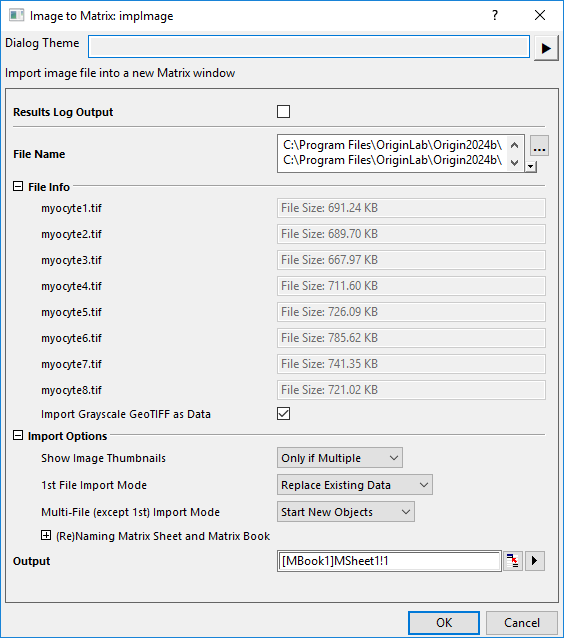 Image to Matrix: impImage
?
Dialog Theme
Import image file into a new Matrix window
Results Log Output
File Name
C:\Program Files\OriginLab\Origin2024b\
C:\Program Files\OriginLab\Origin2024b\
...
File Info
myocyte1.tif File Size: 691.24 KB
myocyte2.tif File Size: 689.70 KB
myocyte3.tif File Size: 667.97 KB
myocyte4.tif File Size: 711.60 KB
myocyte5.tif File Size: 726.09 KB
myocyte6.tif File Size: 785.62 KB
myocyte7.tif File Size: 741.35 KB
myocyte8.tif File Size: 721.02 KB
Import Grayscale GeoTIFF as Data
Import Options
Show Image Thumbnails Only if Multiple
1st File Import Mode Replace Existing Data
Multi-File (except 1st) Import Mode Start New Objects
(Re)Naming Matrix Sheet and Matrix Book
Output [MBook1]MSheet1!1
OK Cancel